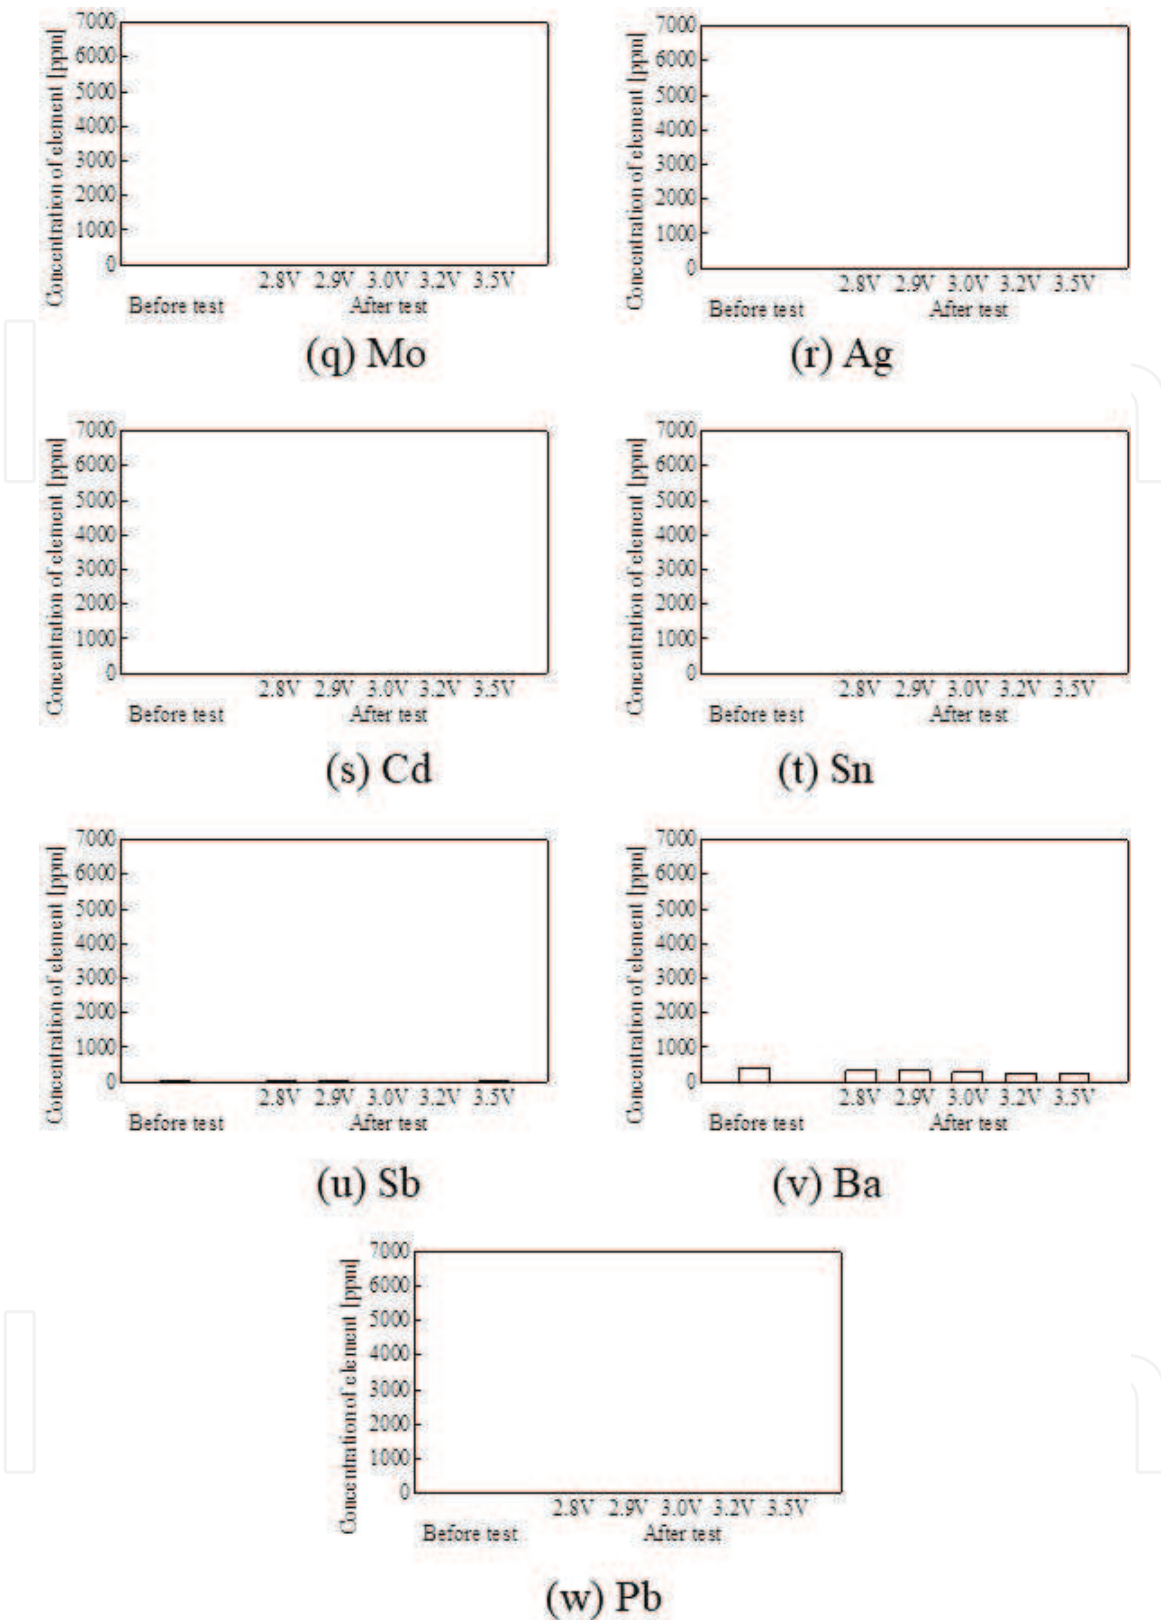 Concentration of element [ppm]
7000
6000
5000
4000
3000
2000
1000
0
2.8V 2.9V 3.0V 3.2V 3.5V
Before test After test
(q) Mo
Concentration of element [ppm]
7000
6000
5000
4000
3000
2000
1000
0
2.8V 2.9V 3.0V 3.2V 3.5V
Before test After test
(r) Ag
Concentration of element [ppm]
7000
6000
5000
4000
3000
2000
1000
0
2.8V 2.9V 3.0V 3.2V 3.5V
Before test After test
(s) Cd
Concentration of element [ppm]
7000
6000
5000
4000
3000
2000
1000
0
2.8V 2.9V 3.0V 3.2V 3.5V
Before test After test
(t) Sn
Concentration of element [ppm]
7000
6000
5000
4000
3000
2000
1000
0
2.8V 2.9V 3.0V 3.2V 3.5V
Before test After test
(u) Sb
Concentration of element [ppm]
7000
6000
5000
4000
3000
2000
1000
0
2.8V 2.9V 3.0V 3.2V 3.5V
Before test After test
(v) Ba
Concentration of element [ppm]
7000
6000
5000
4000
3000
2000
1000
0
2.8V 2.9V 3.0V 3.2V 3.5V
Before test After test
(w) Pb